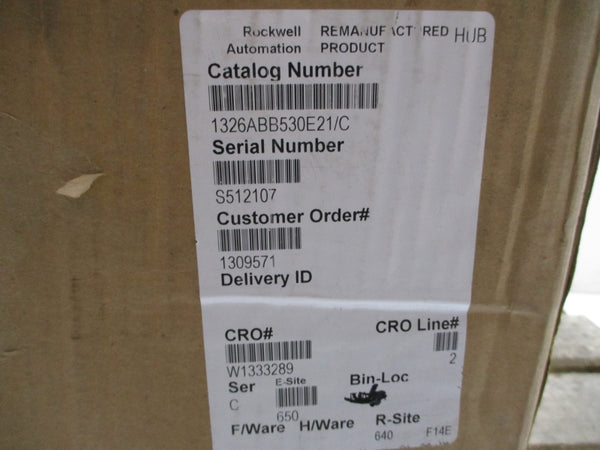 Rockwell REMANUFACTURED HUB
Automation PRODUCT
Catalog Number
1326ABB530E21/C
Serial Number
S512107
Customer Order#
1309571
Delivery ID
CRO# CRO Line#
W1333289 2
Ser E-Site Bin-Loc
C 650
F/Ware H/Ware R-Site
640 F14E